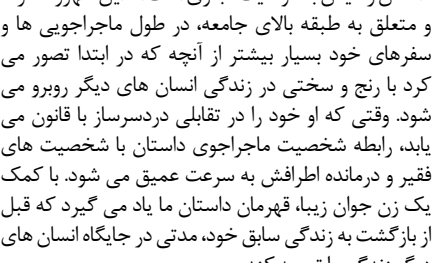 و متعلق به طبقه بالای جامعه، در طول ماجراجویی ها و
سفرهای خود بسیار بیشتر از آنچه که در ابتدا تصور می
کرد با رنج و سختی در زندگی انسان های دیگر روبرو می
شود. وقتی که او خود را در تقابلی دردسرساز با قانون می
یابد، رابطه شخصیت ماجراجوی داستان با شخصیت های
فقیر و درمانده اطرافش به سرعت عمیق می شود. با کمک
یک زن جوان زیبا، قهرمان داستان ما یاد می گیرد که قبل
از بازگشت به زندگی سابق خود، مدتی در جایگاه انسان های